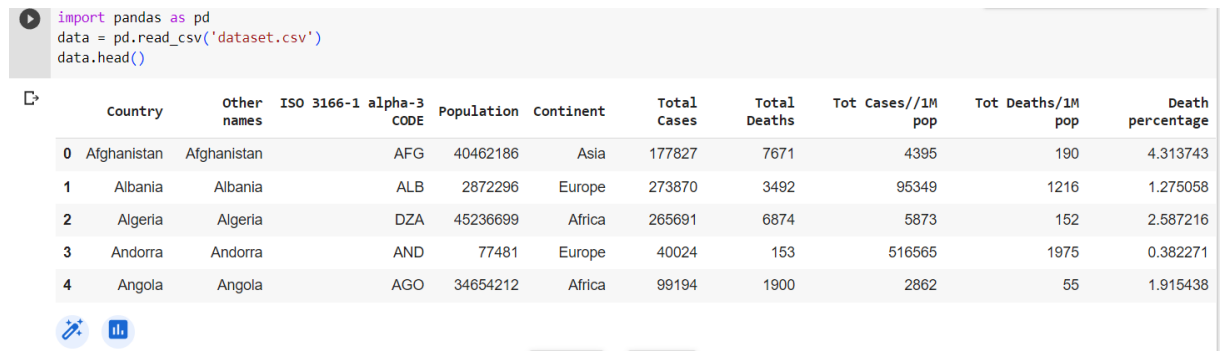 import pandas as pd
data = pd.read_csv('dataset.csv')
data.head()
Country Other names ISO 3166-1 alpha-3 CODE Population Continent Total Cases Total Deaths Tot Cases//1M pop Tot Deaths/1M pop Death percentage
0 Afghanistan Afghanistan AFG 40462186 Asia 177827 7671 4395 190 4.313743
1 Albania Albania ALB 2872296 Europe 273870 3492 95349 1216 1.275058
2 Algeria Algeria DZA 45236699 Africa 265691 6874 5873 152 2.587216
3 Andorra Andorra AND 77481 Europe 40024 153 516565 1975 0.382271
4 Angola Angola AGO 34654212 Africa 99194 1900 2862 55 1.915438